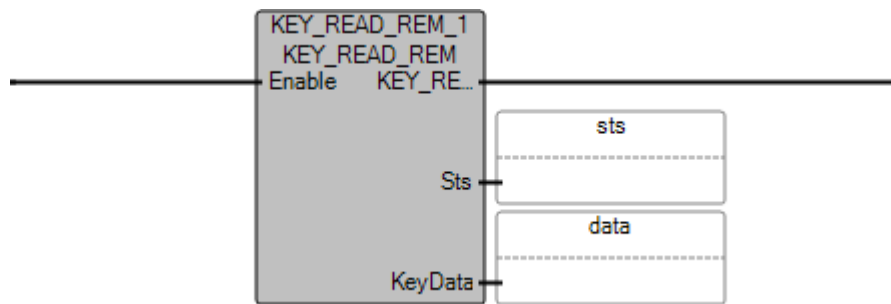 KEY_READ_REM_1
KEY_READ_REM
Enable KEY_RE...
sts
Sts
data
KeyData